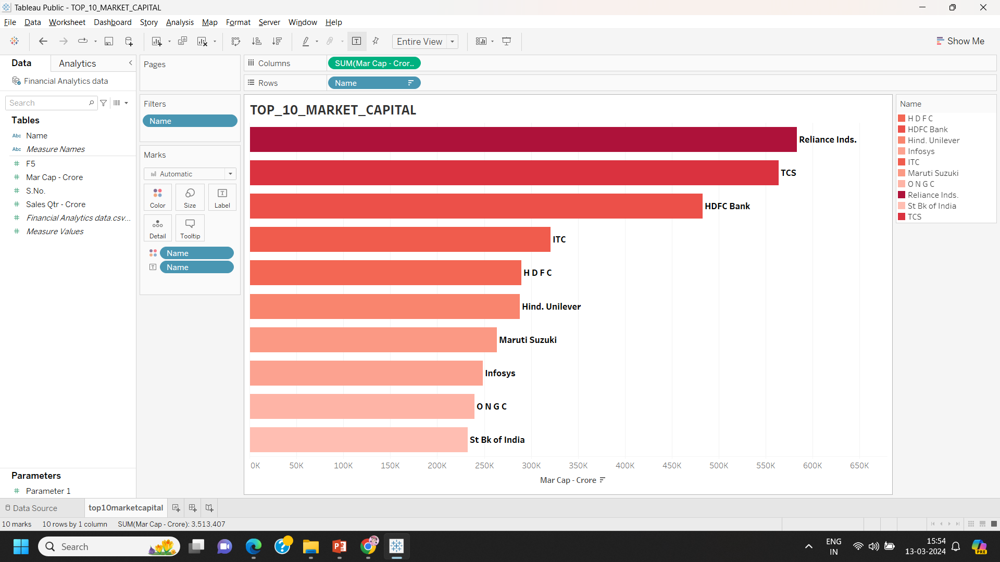 Tableau Public - TOP_10_MARKET_CAPITAL
File Data Worksheet Dashboard Story Analysis Map Format Server Window Help
Entire View
Show Me
Data Analytics
Financial Analytics data
Search
Tables
Abc Name
Abc Measure Names
# F5
# Mar Cap - Crore
# S.No.
# Sales Qtr - Crore
# Financial Analytics data.csv...
# Measure Values
Parameters
# Parameter 1
Pages
Filters
Name
Marks
Automatic
Color Size Label
Detail Tooltip
Name
Name
Columns SUM(Mar Cap - Cror..
Rows Name
TOP_10_MARKET_CAPITAL
Reliance Inds.
TCS
HDFC Bank
ITC
H D F C
Hind. Unilever
Maruti Suzuki
Infosys
O N G C
St Bk of India
0K 50K 100K 150K 200K 250K 300K 350K 400K 450K 500K 550K 600K 650K
Mar Cap - Crore
Name
H D F C
HDFC Bank
Hind. Unilever
Infosys
ITC
Maruti Suzuki
O N G C
Reliance Inds.
St Bk of India
TCS
Data Source top10marketcapital
10 marks 10 rows by 1 column SUM(Mar Cap - Crore): 3,513,407
Search
ENG
IN
15:54
13-03-2024
PRE